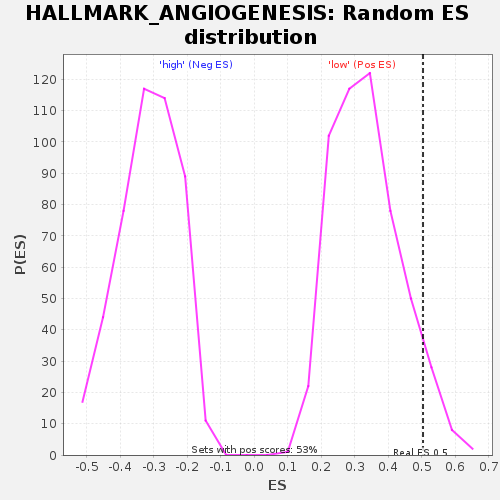 HALLMARK_ANGIOGENESIS: Random ES
distribution
'high' (Neg ES)
'low' (Pos ES)
120
110
100
90
80
70
60
50
40
30
20
10
0
P(ES)
Sets with pos scores: 53%
Real ES 0.5
-0.5 -0.4 -0.3 -0.2 -0.1 0.0 0.1 0.2 0.3 0.4 0.5 0.6 0.7
ES